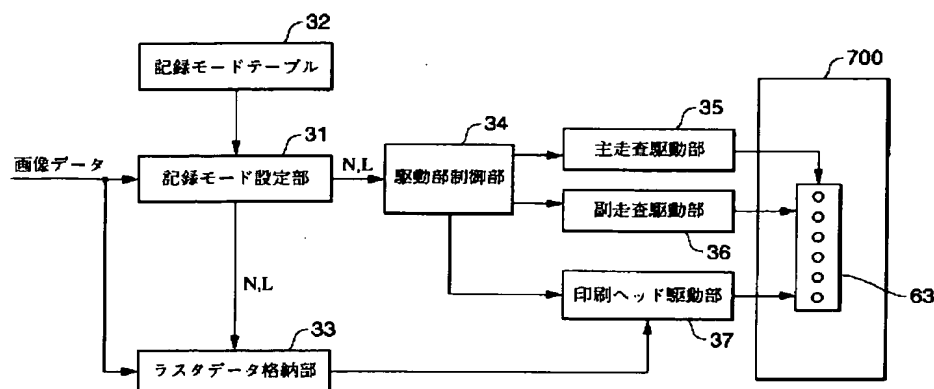 32
記録モードテーブル
700
35
31
34
主走査駆動部
画像データ
記録モード設定部
N,L
駆動部制御部
副走査駆動部
36
N,L
印刷ヘッド駆動部
63
33
37
ラスタデータ格納部